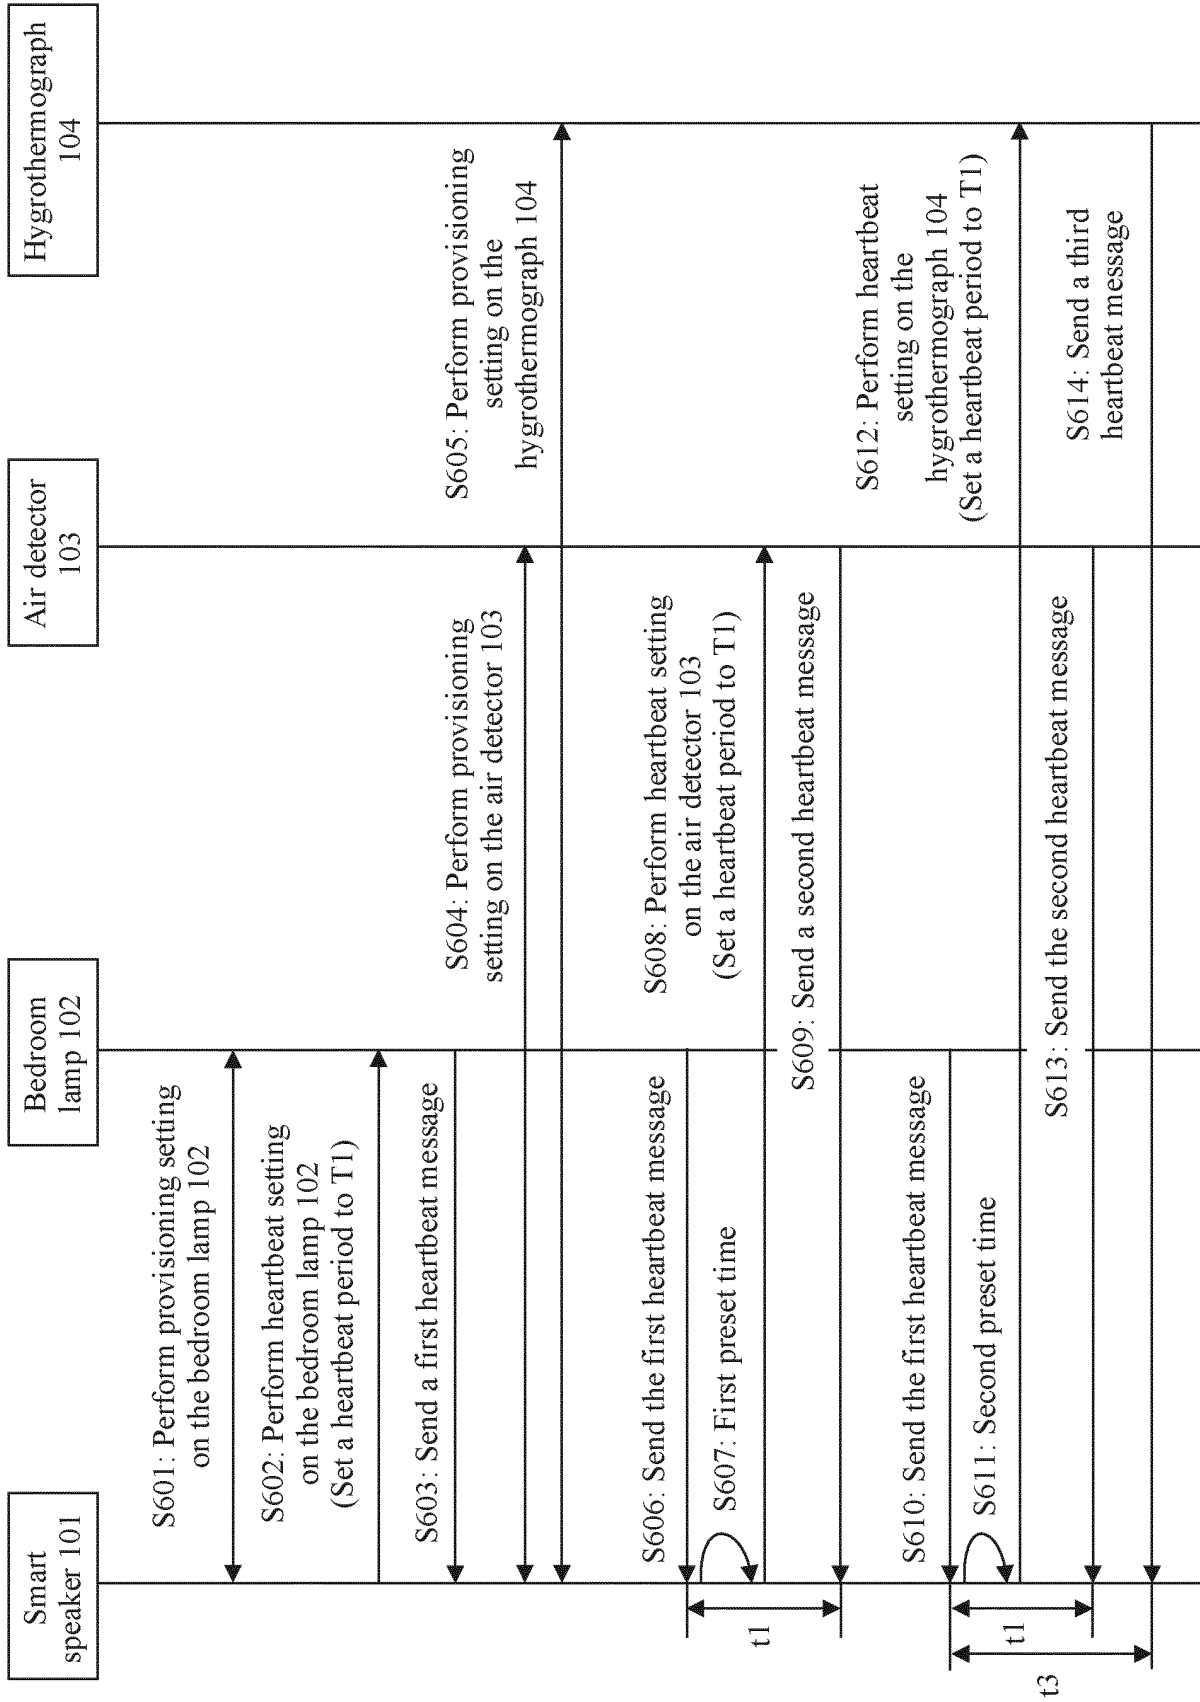 Smart
speaker 101
Bedroom
lamp 102
Air detector
103
Hygrothermograph
104
S601: Perform provisioning setting
on the bedroom lamp 102
S602: Perform heartbeat setting
on the bedroom lamp 102
(Set a heartbeat period to T1)
S603: Send a first heartbeat message
S604: Perform provisioning
setting on the air detector 103
S605: Perform provisioning
setting on the
hygrothermograph 104
S606: Send the first heartbeat message
S607: First preset time
S608: Perform heartbeat setting
on the air detector 103
(Set a heartbeat period to T1)
t1
S609: Send a second heartbeat message
S610: Send the first heartbeat message
S611: Second preset time
S612: Perform heartbeat
setting on the
hygrothermograph 104
(Set a heartbeat period to T1)
t1
S613: Send the second heartbeat message
t3
S614: Send a third
heartbeat message